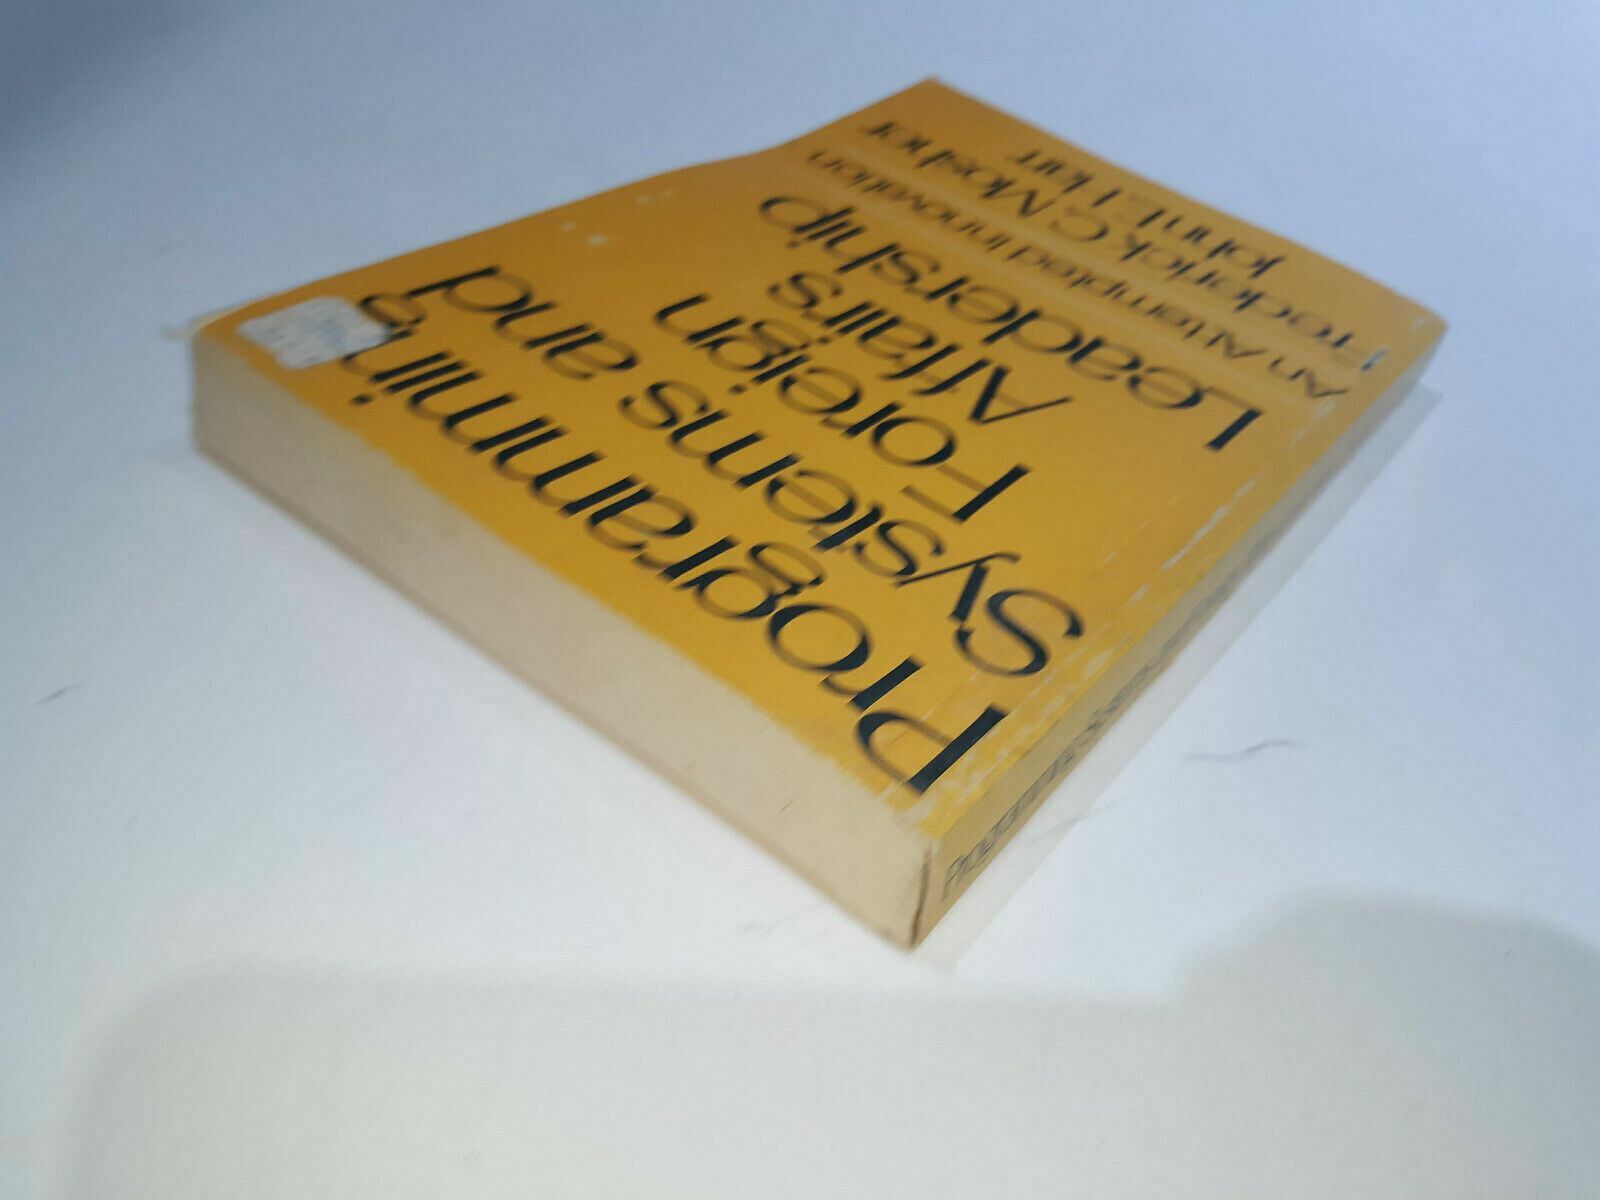 Programming
Systems and
Foreign
Affairs
Leadership
An Attempted Innovation
Frederick C. Mosher
John E. Harr